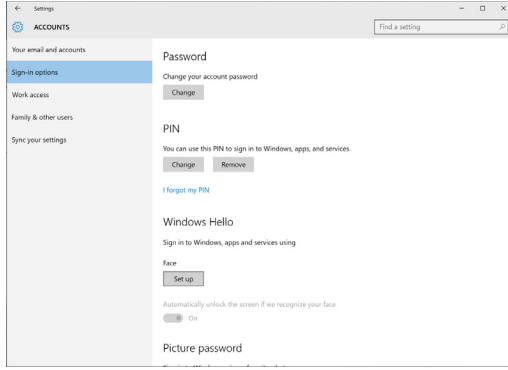 Settings
ACCOUNTS
Find a setting
Your email and accounts
Sign-in options
Work access
Family & other users
Sync your settings
Password
Change your account password
Change
PIN
You can use this PIN to sign in to Windows, apps, and services.
Change Remove
I forgot my PIN
Windows Hello
Sign in to Windows, apps and services using
Face
Set up
Automatically unlock the screen if we recognize your face
On
Picture password